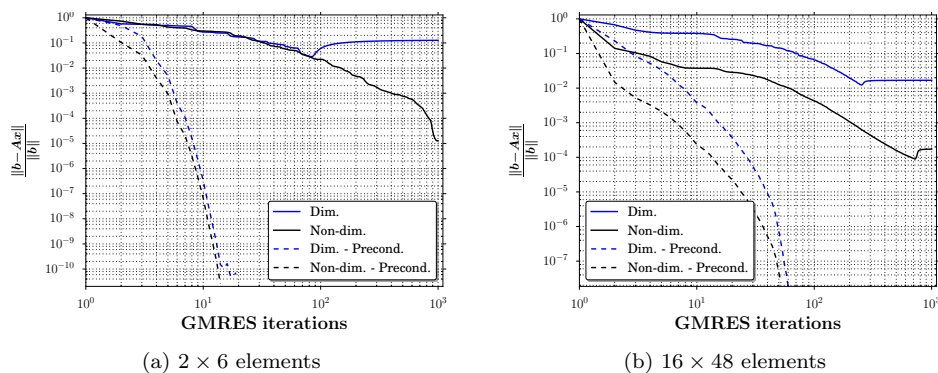 10^0
10^-1
10^-2
10^-3
10^-4
10^-5
10^-6
10^-7
10^-8
10^-9
10^-10
||b−Ax||
||b||
Dim.
Non-dim.
Dim. - Precond.
Non-dim. - Precond.
10^0 10^1 10^2 10^3
GMRES iterations
(a) 2 × 6 elements
10^0
10^-1
10^-2
10^-3
10^-4
10^-5
10^-6
10^-7
||b−Ax||
||b||
Dim.
Non-dim.
Dim. - Precond.
Non-dim. - Precond.
10^0 10^1 10^2 10^3
GMRES iterations
(b) 16 × 48 elements